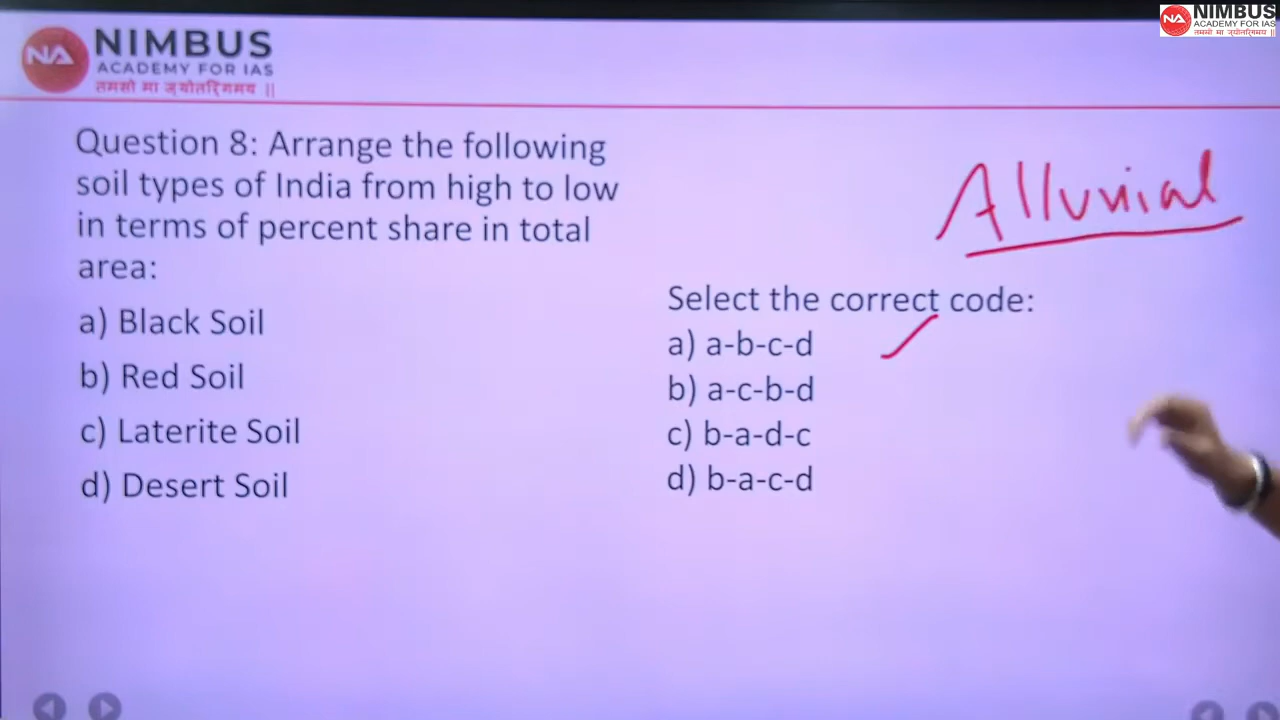 NA NIMBUS
ACADEMY FOR IAS
तमसो मा ज्योतिर्गमय ||
NA NIMBUS
ACADEMY FOR IAS
तमसो मा ज्योतिर्गमय ||
Question 8: Arrange the following
soil types of India from high to low
in terms of percent share in total
area:
a) Black Soil
b) Red Soil
c) Laterite Soil
d) Desert Soil
Alluvial
Select the correct code:
a) a-b-c-d
b) a-c-b-d
c) b-a-d-c
d) b-a-c-d